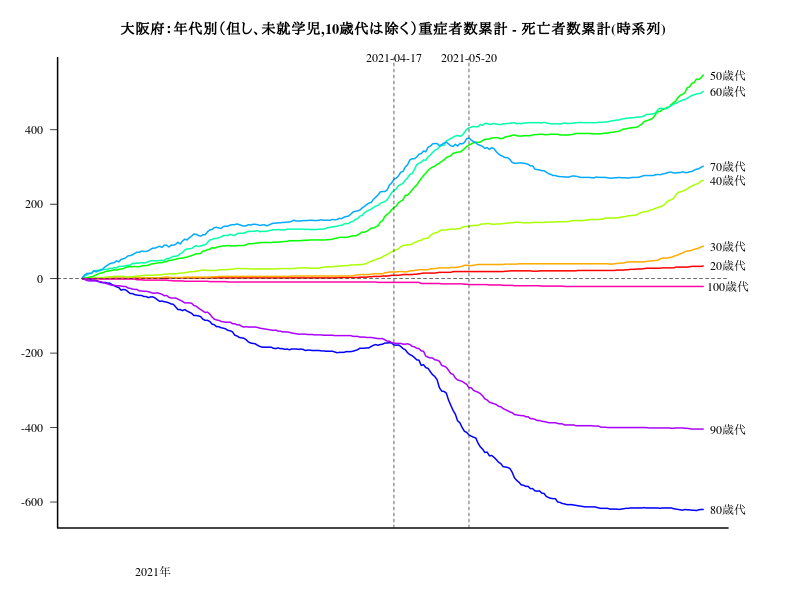 大阪府：年代別（但し、未就学児,10歳代は除く）重症者数累計 - 死亡者数累計(時系列)
2021-04-17
2021-05-20
50歳代
60歳代
400
70歳代
40歳代
200
30歳代
20歳代
0
100歳代
-200
-400
90歳代
-600
80歳代
2021年